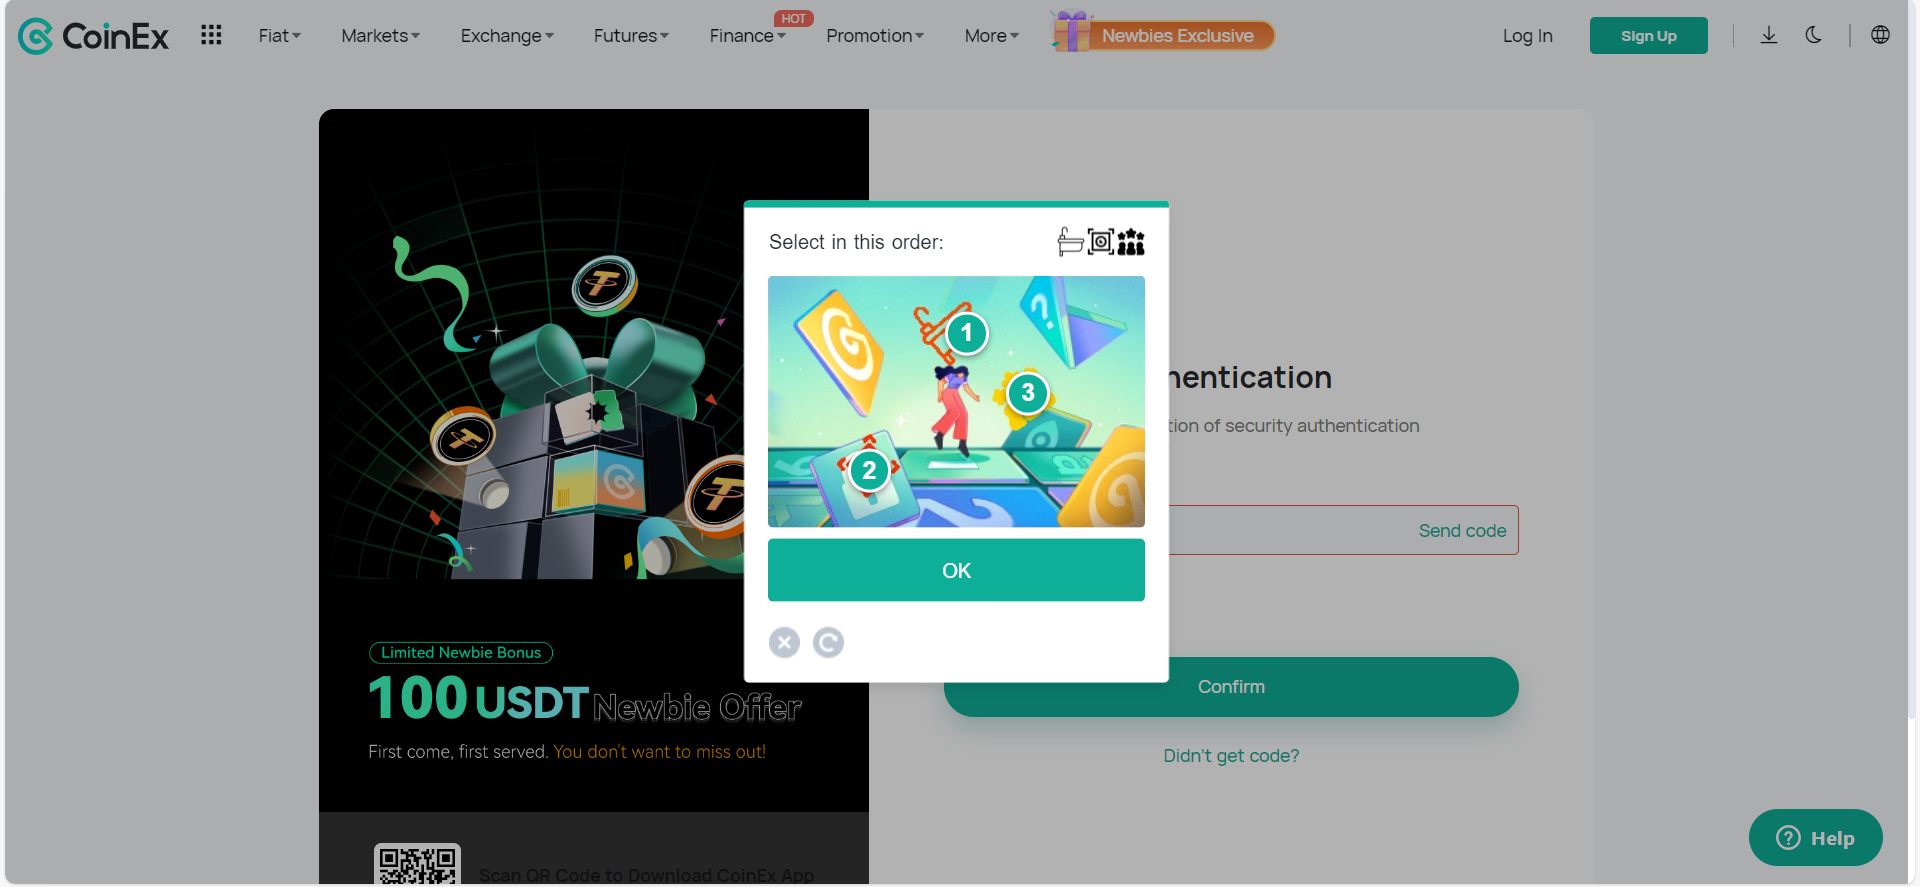 CoinEx
Fiat
Markets
Exchange
Futures
Finance
HOT
Promotion
More
Newbies Exclusive
Log In
Sign Up
Select in this order:
1
2
3
OK
hentication
tion of security authentication
Send code
Confirm
Didn't get code?
Limited Newbie Bonus
100 USDT Newbie Offer
First come, first served. You don't want to miss out!
Scan QR Code to Download CoinEx App
Help